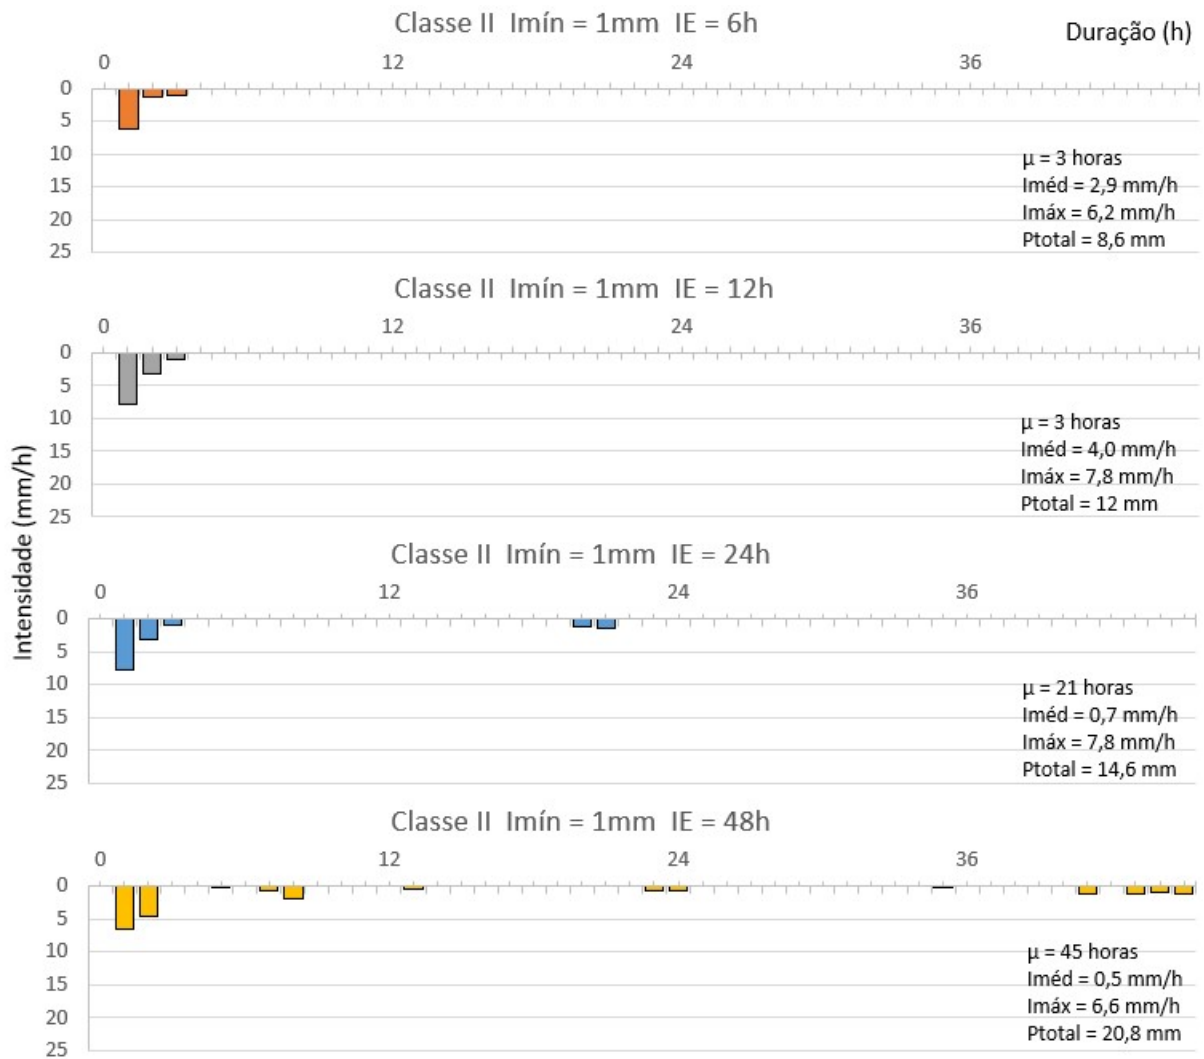 Classe II Imín = 1mm IE = 6h
Duração (h)
0 12 24 36
0
5
10
15
20
25
µ = 3 horas
Iméd = 2,9 mm/h
Imáx = 6,2 mm/h
Ptotal = 8,6 mm
Classe II Imín = 1mm IE = 12h
0 12 24 36
0
5
10
15
20
25
µ = 3 horas
Iméd = 4,0 mm/h
Imáx = 7,8 mm/h
Ptotal = 12 mm
Intensidade (mm/h)
Classe II Imín = 1mm IE = 24h
0 12 24 36
0
5
10
15
20
25
µ = 21 horas
Iméd = 0,7 mm/h
Imáx = 7,8 mm/h
Ptotal = 14,6 mm
Classe II Imín = 1mm IE = 48h
0 12 24 36
0
5
10
15
20
25
µ = 45 horas
Iméd = 0,5 mm/h
Imáx = 6,6 mm/h
Ptotal = 20,8 mm